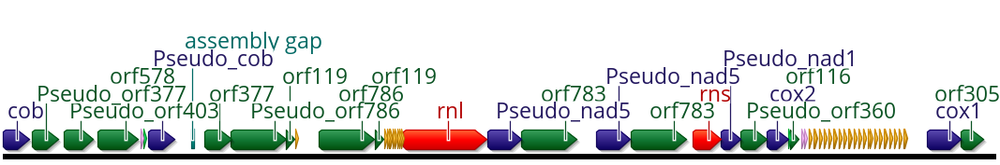 assembly gap
Pseudo_cob Pseudo_nad1
orf578 orf119 orf119 Pseudo_nad5 orf116
Pseudo_orf377 orf377 orf786 orf783 rns cox2 orf305
cob Pseudo_orf403 Pseudo_orf786 rnl Pseudo_nad5 orf783 Pseudo_orf360 cox1